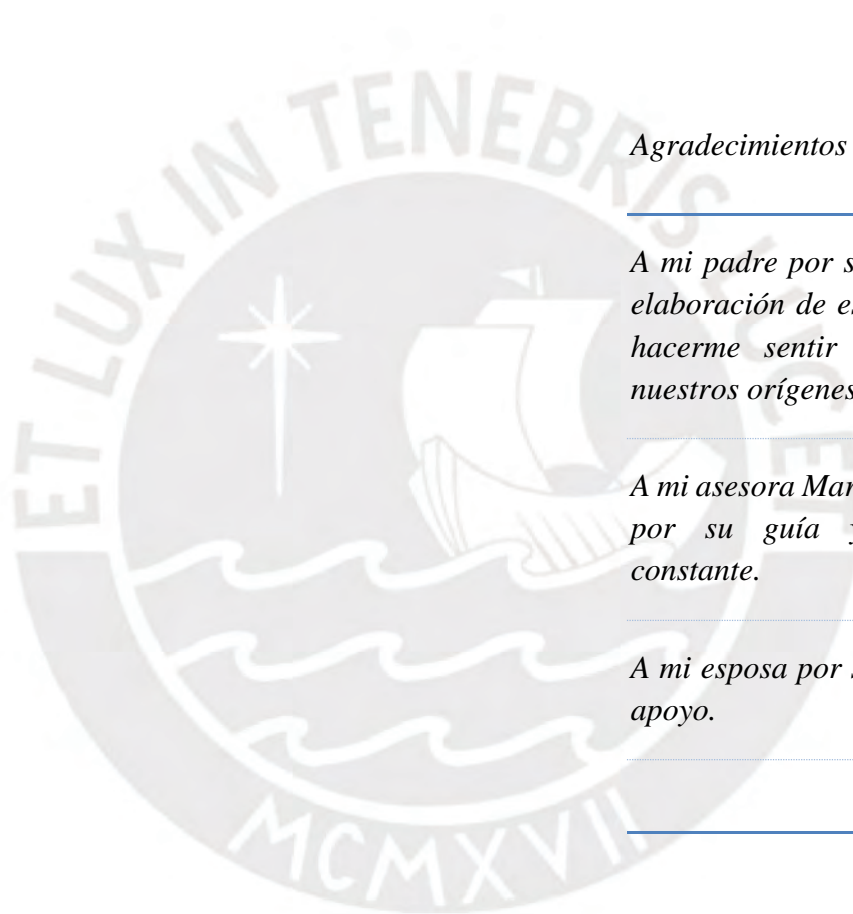 ET LUX IN TENEBRIS LUCET
MCMXVII
Agradecimientos
A mi padre por
elaboración de
hacerme sentir
nuestros orígenes
A mi asesora
por su guía y
constante.
A mi esposa por
apoyo.